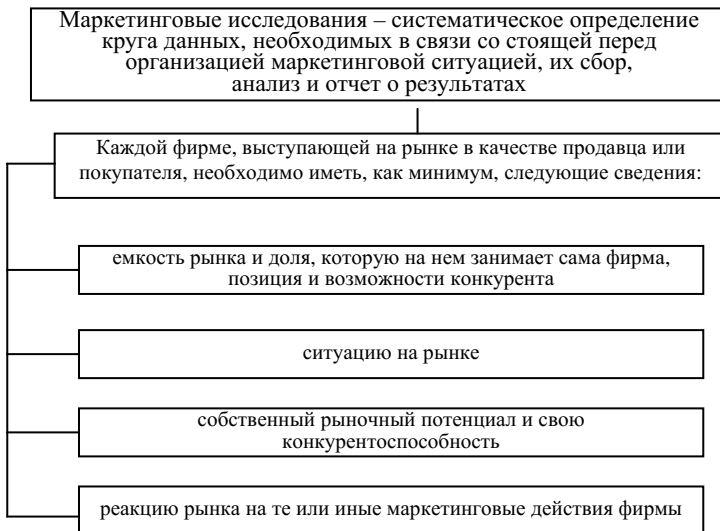 Маркетинговые исследования – систематическое определение
круга данных, необходимых в связи со стоящей перед
организацией маркетинговой ситуацией, их сбор,
анализ и отчет о результатах
Каждой фирме, выступающей на рынке в качестве продавца или
покупателя, необходимо иметь, как минимум, следующие сведения:
емкость рынка и доля, которую на нем занимает сама фирма,
позиция и возможности конкурента
ситуацию на рынке
собственный рыночный потенциал и свою
конкурентоспособность
реакцию рынка на те или иные маркетинговые действия фирмы